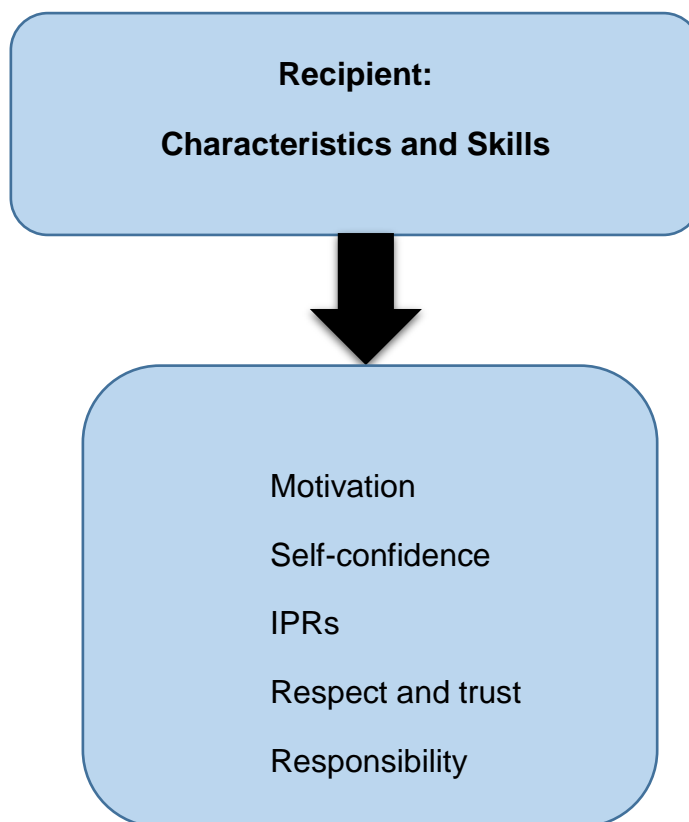 Recipient:
Characteristics and Skills
Motivation
Self-confidence
IPRs
Respect and trust
Responsibility